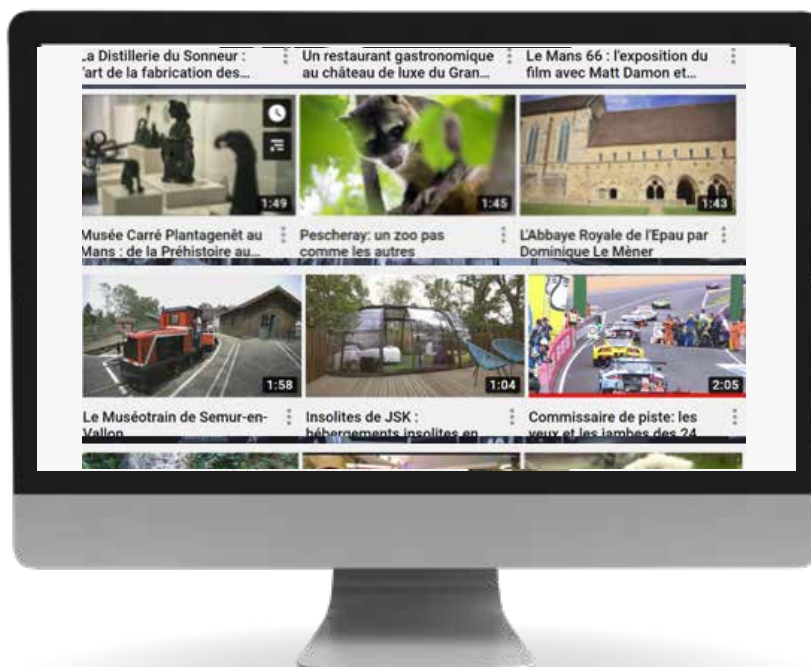 La Distillerie du Sonneur :
l'art de la fabrication des...
Un restaurant gastronomique
au château de luxe du Gran...
Le Mans 66 : l'exposition du
film avec Matt Damon et...
1:49
1:45
1:43
Musée Carré Plantagenêt au
Mans : de la Préhistoire au...
Pescheray: un zoo pas
comme les autres
L'Abbaye Royale de l'Epau par
Dominique Le Mèner
1:58
1:04
2:05
Le Muséotrain de Semur-en-
Vallon
Insolites de JSK :
hébergements insolites en
Commissaire de piste: les
yeux et les jambes des 24